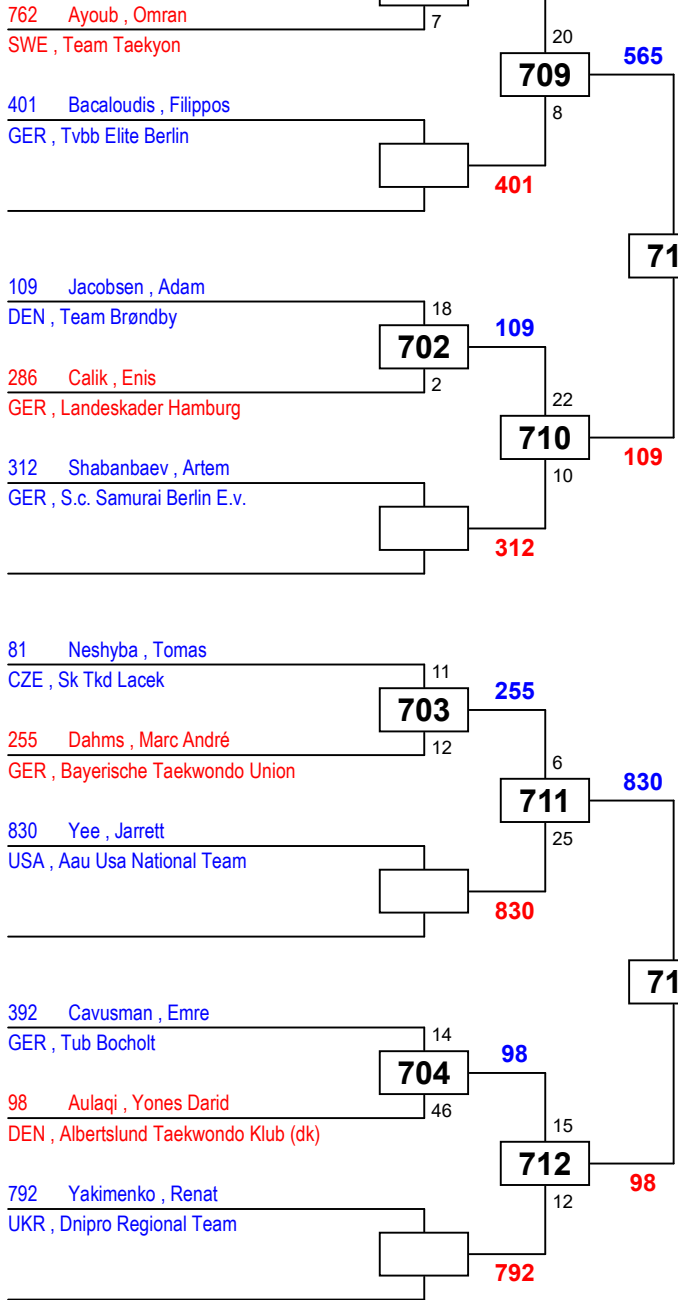 762 Ayoub , Omran
7
SWE , Team Taekyon
20
709
565
8
401 Bacaloudis , Filippos
GER , Tvbb Elite Berlin
401
71
109 Jacobsen , Adam
DEN , Team Brøndby
18
702
109
2
286 Calik , Enis
GER , Landeskader Hamburg
22
710
109
10
312 Shabanbaev , Artem
GER , S.c. Samurai Berlin E.v.
312
81 Neshyba , Tomas
CZE , Sk Tkd Lacek
11
703
255
12
255 Dahms , Marc André
GER , Bayerische Taekwondo Union
6
711
830
25
830 Yee , Jarrett
USA , Aau Usa National Team
830
71
392 Cavusman , Emre
GER , Tub Bocholt
14
704
98
46
98 Aulaqi , Yones Darid
DEN , Albertslund Taekwondo Klub (dk)
15
712
98
12
792 Yakimenko , Renat
UKR , Dnipro Regional Team
792